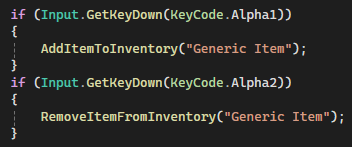 if (Input.GetKeyDown(KeyCode.Alpha1))
{
    AddItemToInventory("Generic Item");
}
if (Input.GetKeyDown(KeyCode.Alpha2))
{
    RemoveItemFromInventory("Generic Item");
}